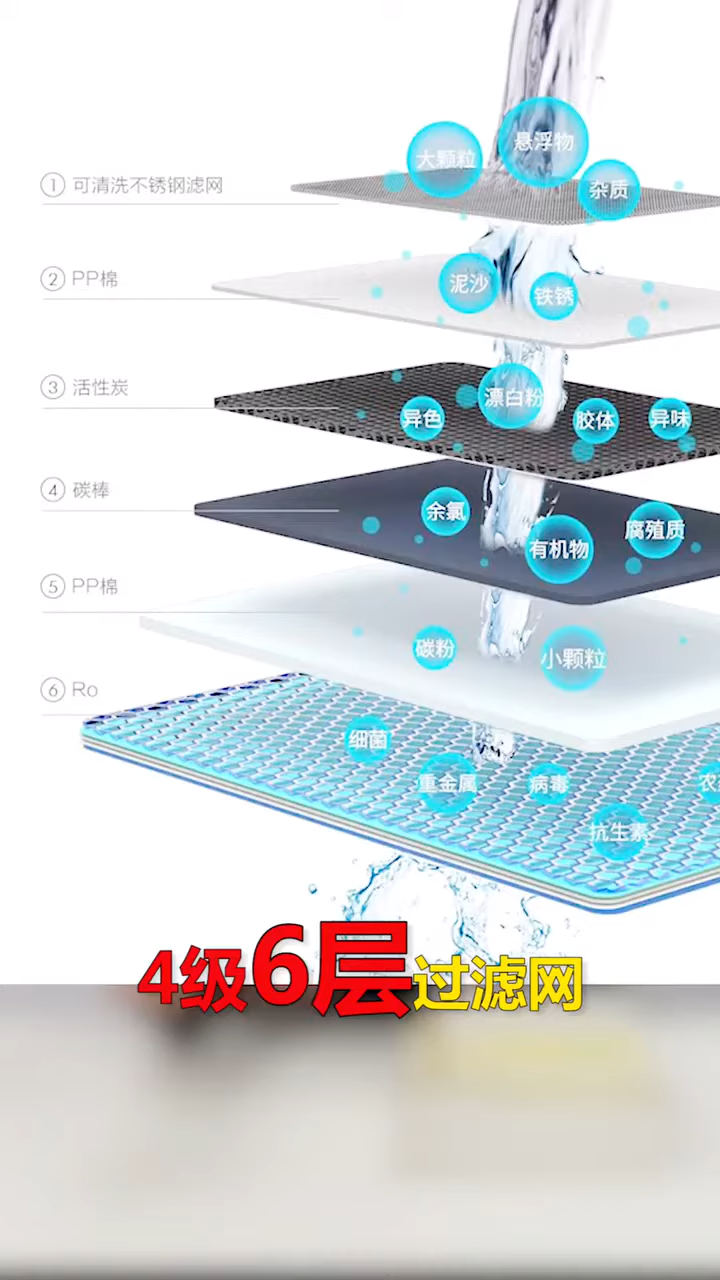 大颗粒
悬浮物
杂质
① 可清洗不锈钢滤网
泥沙
铁锈
② PP棉
漂白粉
异色
胶体
异味
③ 活性炭
余氯
有机物
腐殖质
④ 碳棒
碳粉
小颗粒
⑤ PP棉
⑥ Ro
细菌
重金属
病毒
农
抗生素
4级6层过滤网